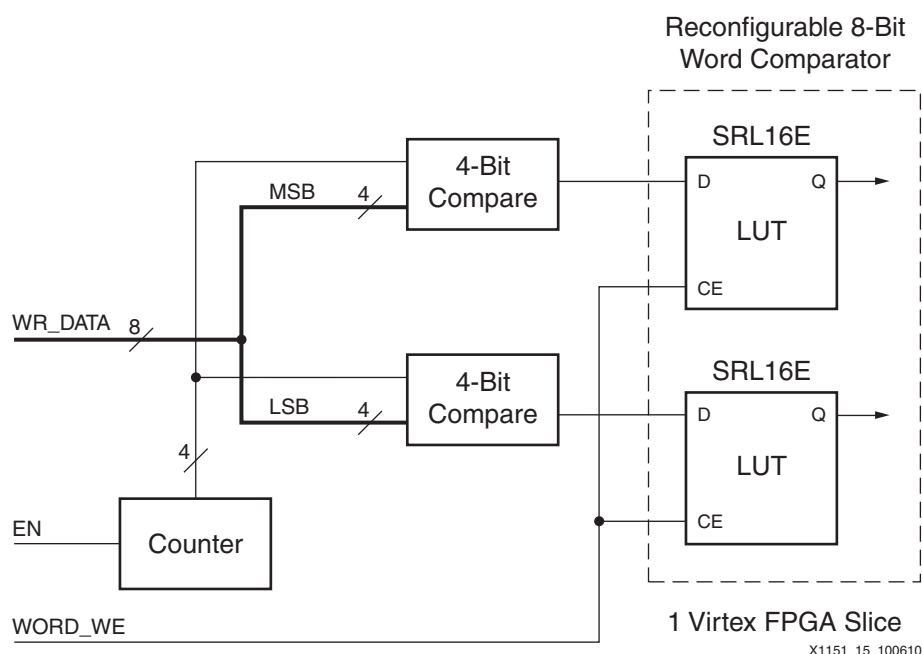 Reconfigurable 8-Bit
Word Comparator
SRL16E
4-Bit
Compare
D
Q
MSB
4
LUT
CE
WR_DATA
8
SRL16E
4-Bit
Compare
LSB
4
D
Q
4
LUT
EN
Counter
CE
WORD_WE
1 Virtex FPGA Slice
X1151_15_100610